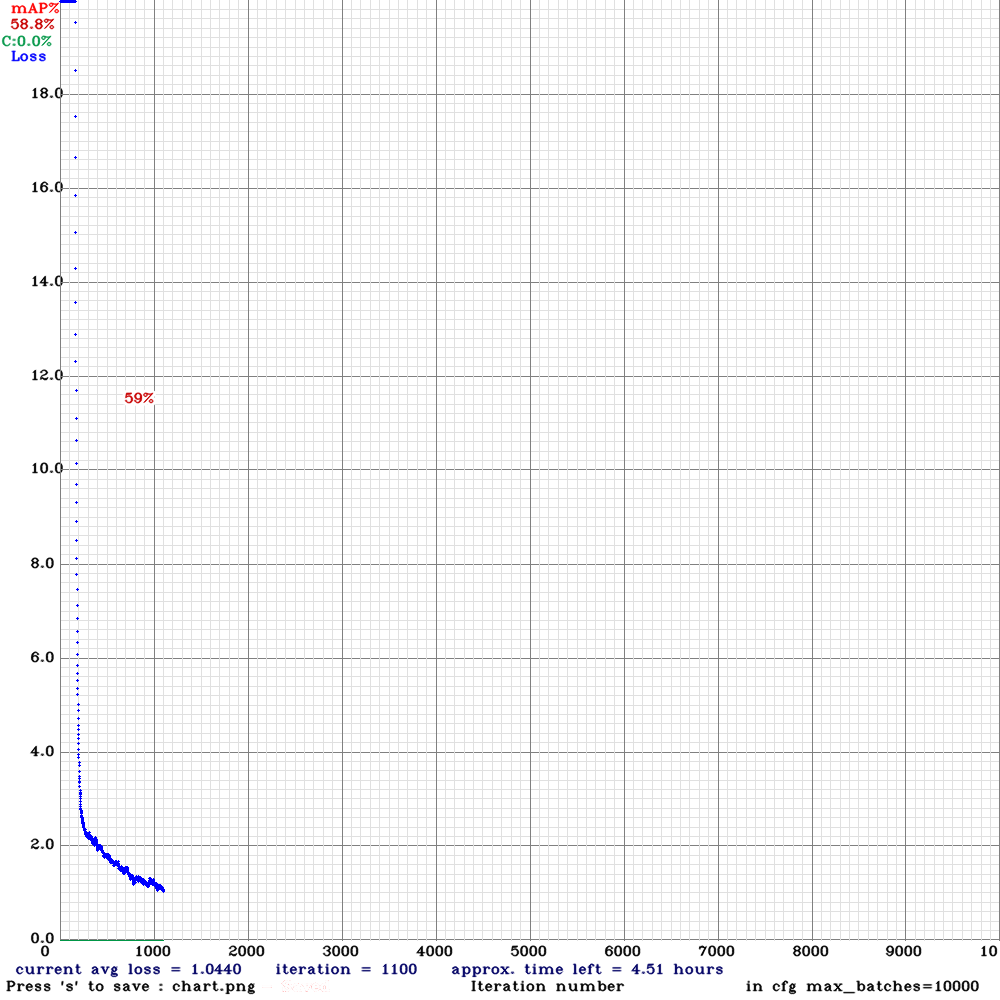 mAP%
58.8%
C:0.0%
Loss
18.0
16.0
14.0
12.0
59%
10.0
8.0
6.0
4.0
2.0
0.0
0 1000 2000 3000 4000 5000 6000 7000 8000 9000 10
current avg loss = 1.0440 iteration = 1100 approx. time left = 4.51 hours
Press 's' to save : chart.png Iteration number in cfg max_batches=10000